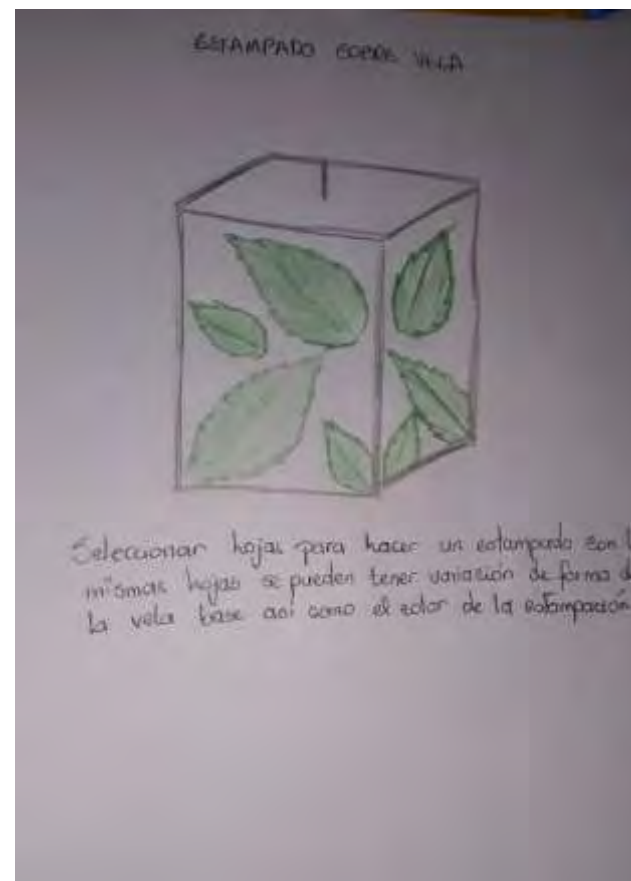 ESTAMPADO SOBRE VELA
Seleccionar hojas para hacer un estampado con l
mismas hojas se pueden tener variación de forma d
la vela base así como el color de la estampación